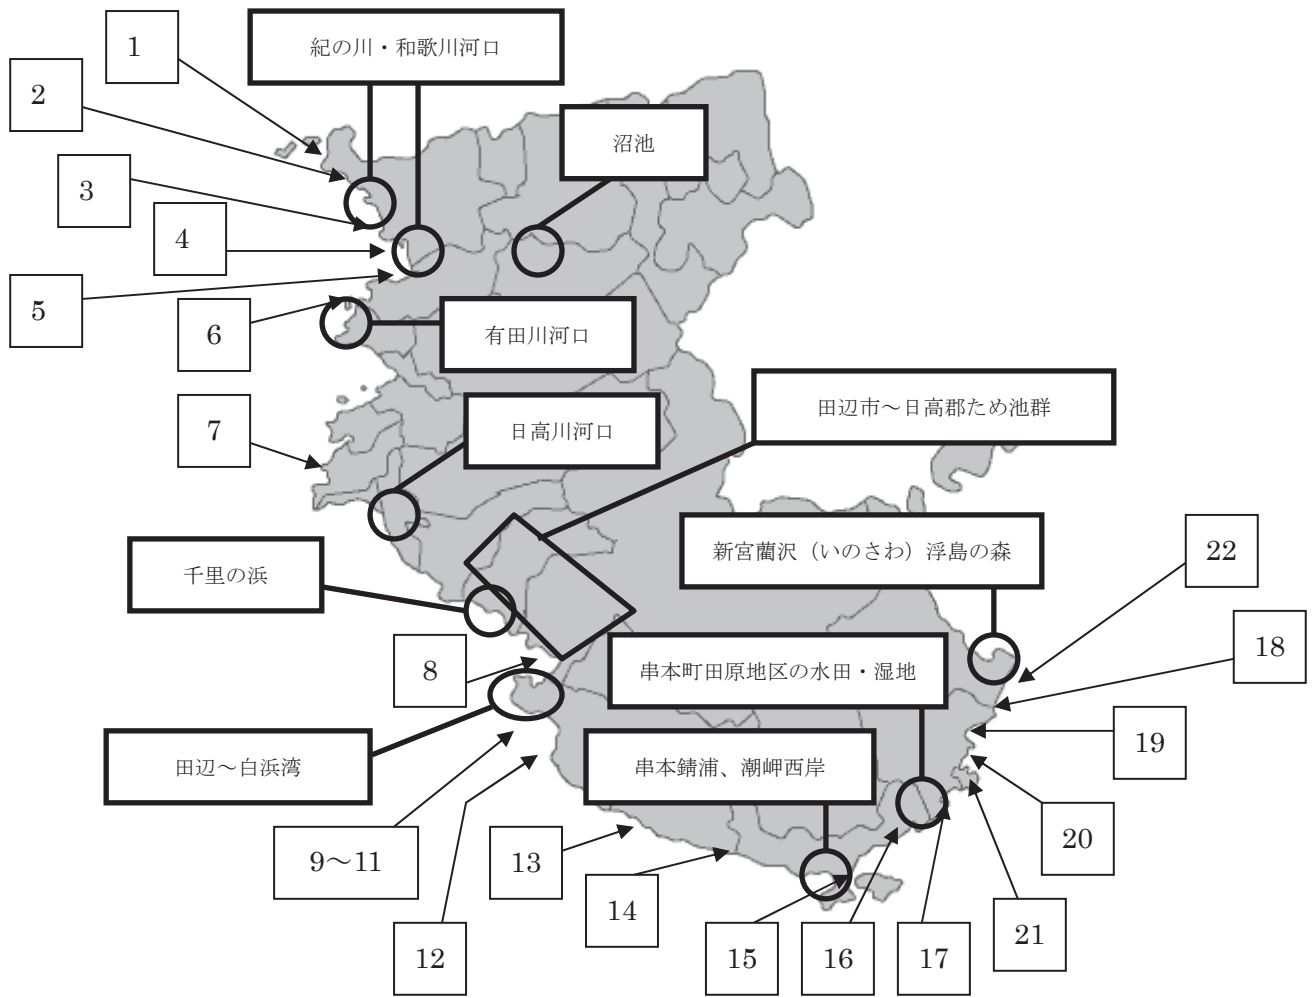 1
紀の川・和歌川河口
2
沼池
3
4
5
6
有田川河口
田辺市~日高郡ため池群
7
日高川河口
新宮藺沢(いのさわ)浮島の森
22
千里の浜
18
8
串本町田原地区の水田・湿地
19
田辺~白浜湾
串本錆浦、潮岬西岸
20
9~11
13
14
21
12
15
16
17